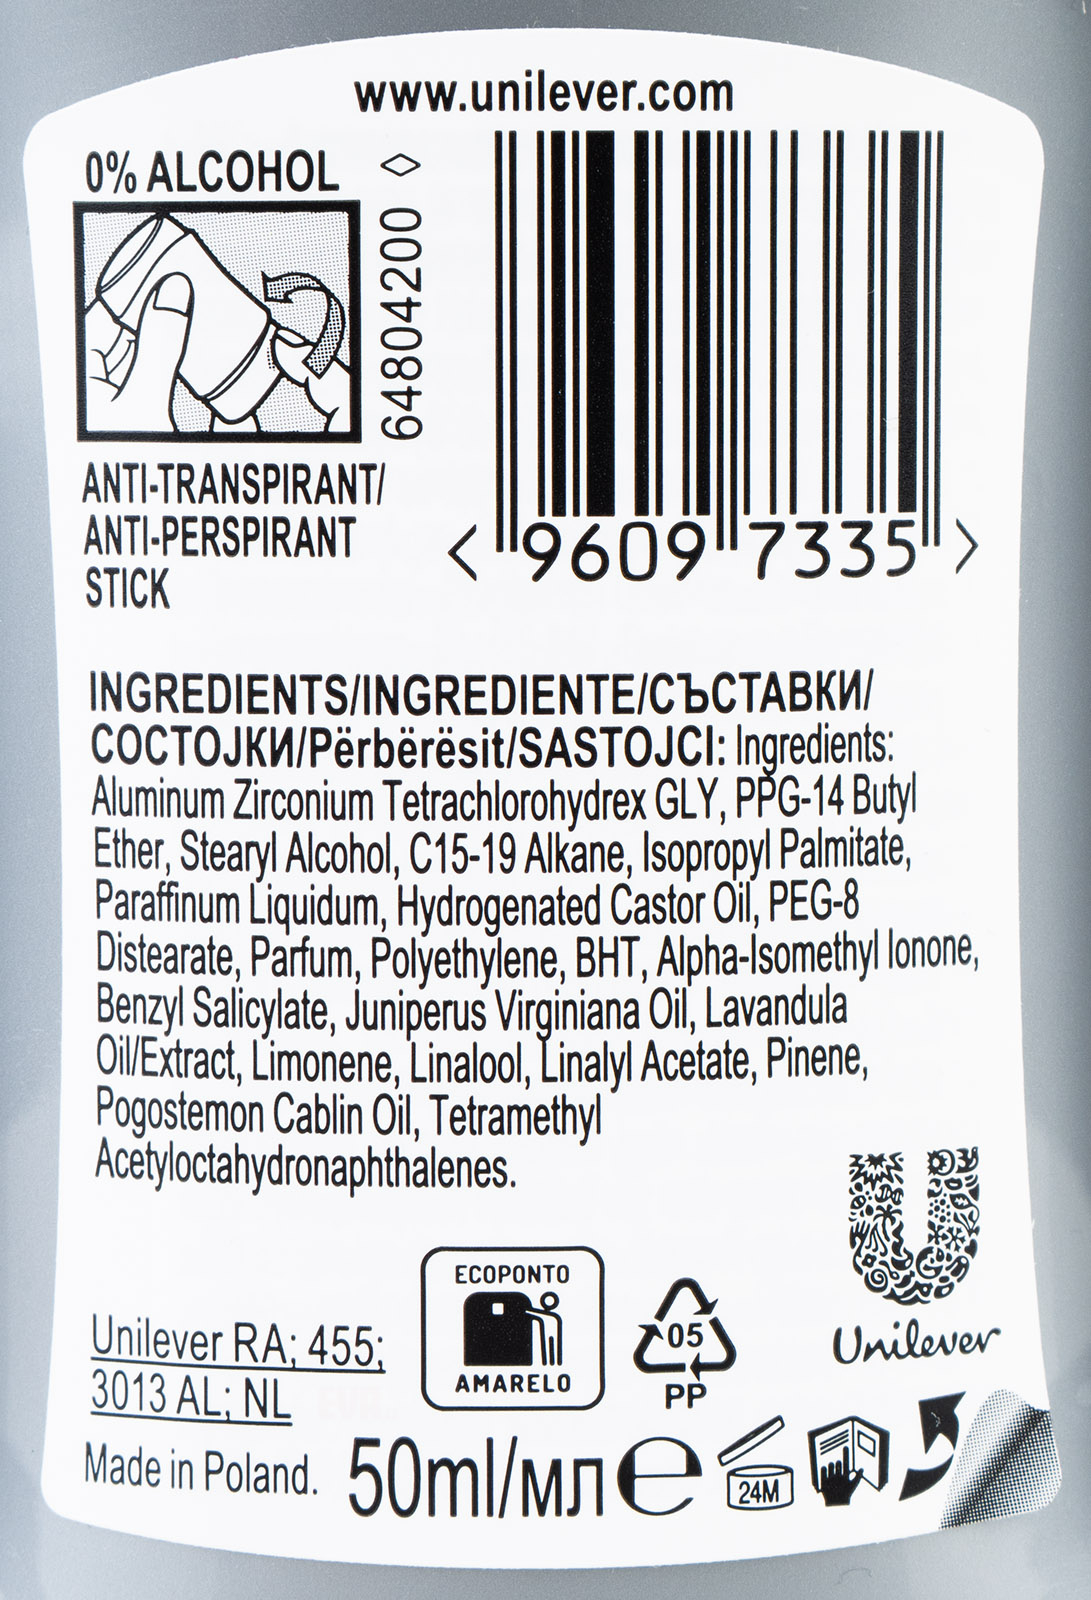 www.unilever.com
0% ALCOHOL
64804200
ANTI-TRANSPIRANT/
ANTI-PERSPIRANT
STICK
< 9609 7335 >
INGREDIENTS/INGREDIENTE/СЪСТАВКИ/
СОСТОЈКИ/Përbërësit/SASTOJCI: Ingredients:
Aluminum Zirconium Tetrachlorohydrex GLY, PPG-14 Butyl
Ether, Stearyl Alcohol, C15-19 Alkane, Isopropyl Palmitate,
Paraffinum Liquidum, Hydrogenated Castor Oil, PEG-8
Distearate, Parfum, Polyethylene, BHT, Alpha-Isomethyl Ionone,
Benzyl Salicylate, Juniperus Virginiana Oil, Lavandula
Oil/Extract, Limonene, Linalool, Linalyl Acetate, Pinene,
Pogostemon Cablin Oil, Tetramethyl
Acetyloctahydronaphthalenes.
ECOPONTO
AMARELO
05
PP
Unilever
Unilever RA; 455;
3013 AL; NL
Made in Poland.
50ml/мл e
24M